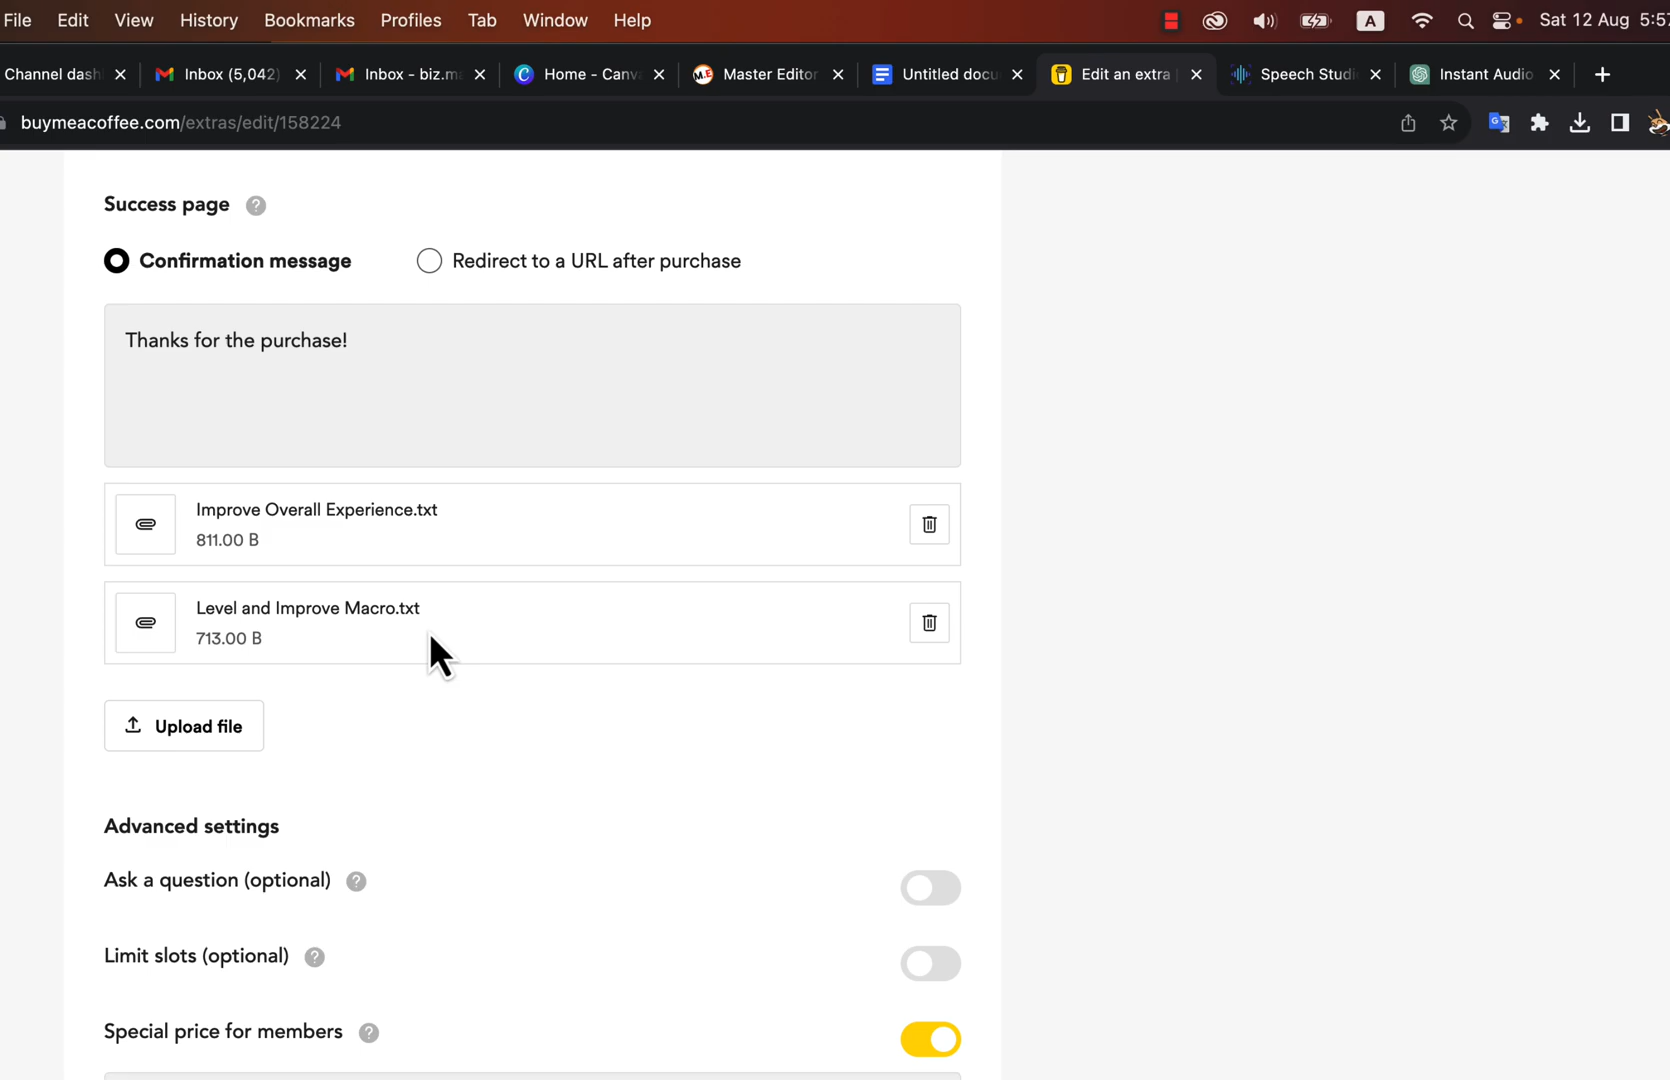 File Edit View History Bookmarks Profiles Tab Window Help A Sat 12 Aug 5:57
Channel dash Inbox (5,042) Inbox - biz.m Home - Canv Master Editor Untitled docu Edit an extra Speech Studi Instant Audio
buymeacoffee.com/extras/edit/158224
Success page ?
Confirmation message Redirect to a URL after purchase
Thanks for the purchase!
Improve Overall Experience.txt
811.00 B
Level and Improve Macro.txt
713.00 B
Upload file
Advanced settings
Ask a question (optional) ?
Limit slots (optional) ?
Special price for members ?